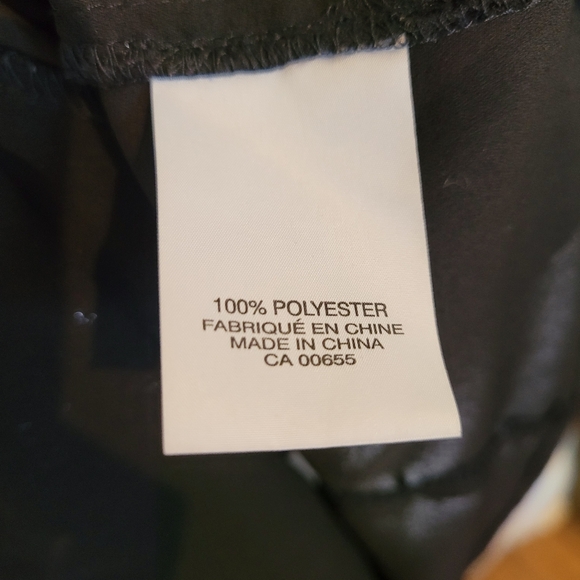 100% POLYESTER
FABRIQUÉ EN CHINE
MADE IN CHINA
CA 00655